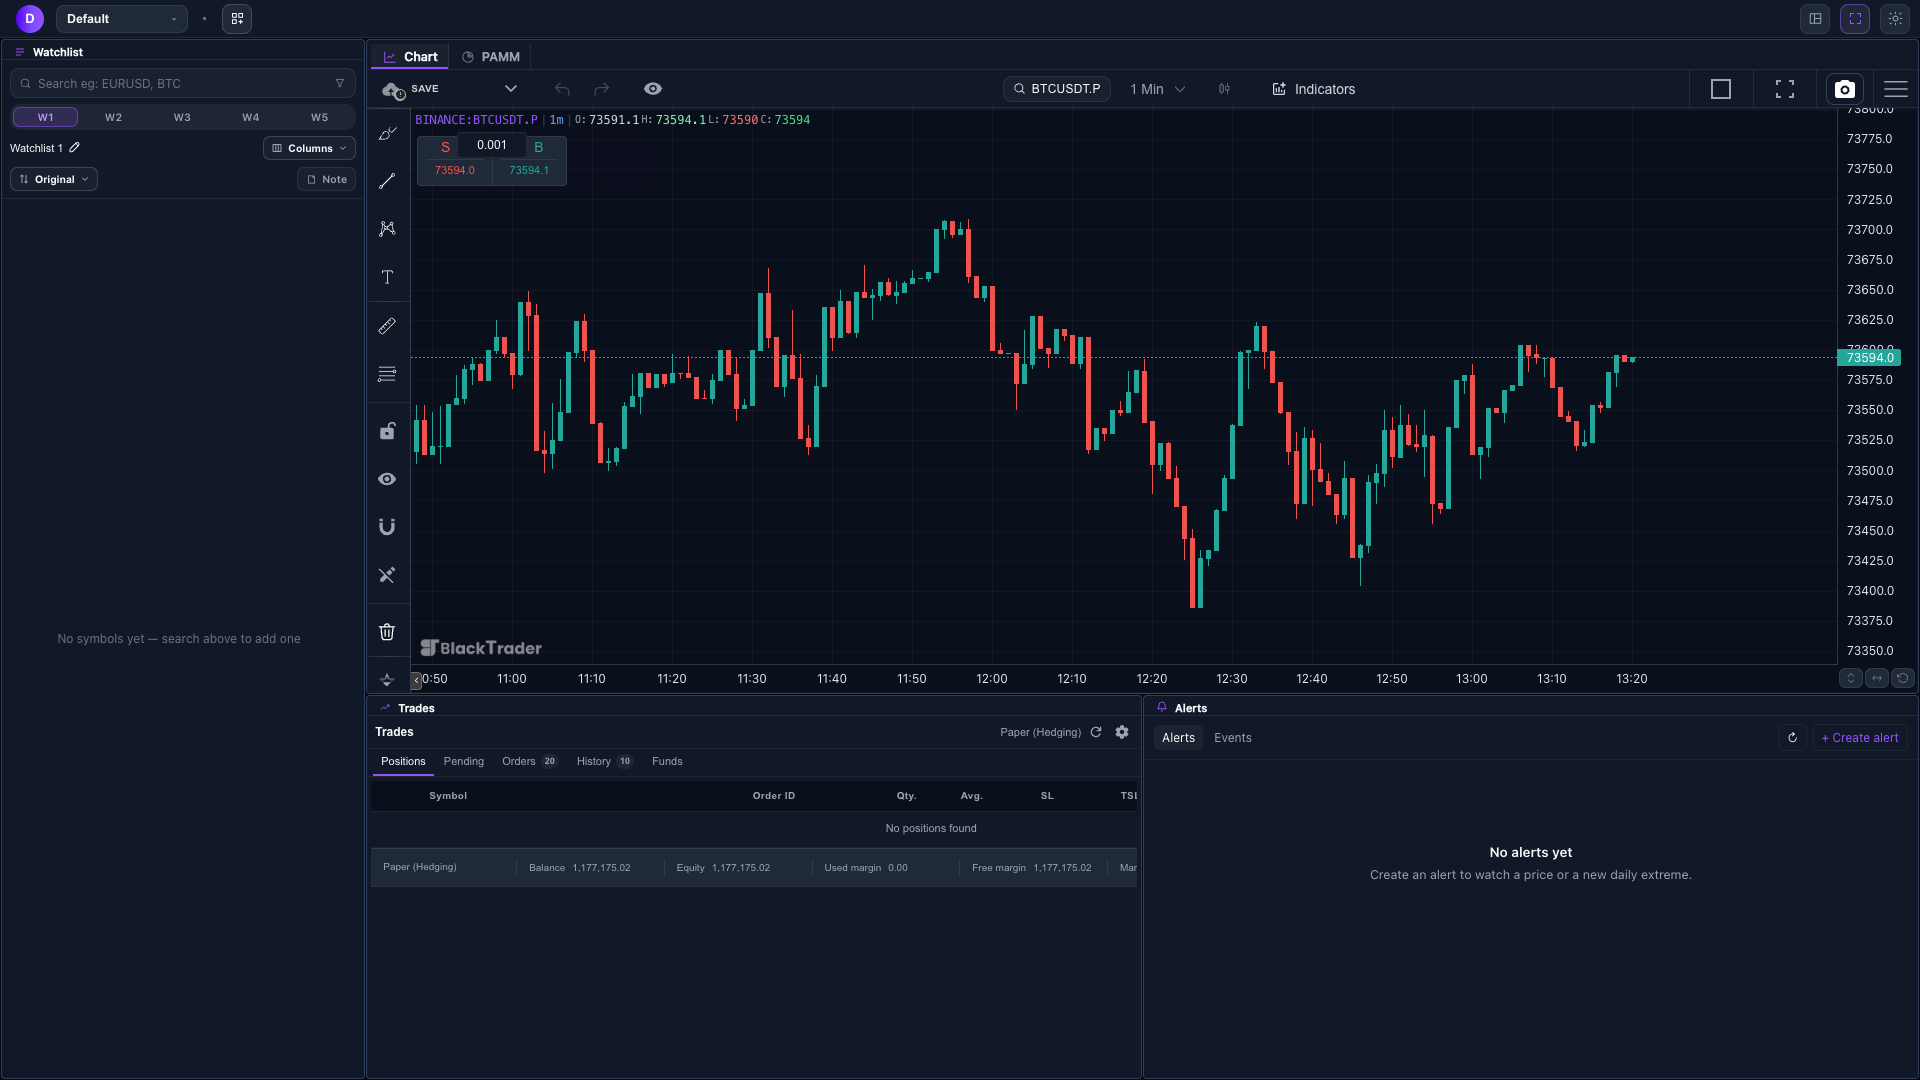 D Default
Watchlist
Search eg: EURUSD, BTC
W1 W2 W3 W4 W5
Watchlist 1 Columns
Original Note
No symbols yet — search above to add one
Chart PAMM
SAVE BTCUSDT.P 1 Min Indicators
BINANCE:BTCUSDT.P 1m O: 73591.1 H: 73594.1 L: 73590 C: 73594
S 0.001 B
73594.0 73594.1
73800.0
73775.0
73750.0
73725.0
73700.0
73675.0
73650.0
73625.0
73600.0
73594.0
73575.0
73550.0
73525.0
73500.0
73475.0
73450.0
73425.0
73400.0
73375.0
73350.0
BlackTrader
0:50 11:00 11:10 11:20 11:30 11:40 11:50 12:00 12:10 12:20 12:30 12:40 12:50 13:00 13:10 13:20
Trades
Trades Paper (Hedging)
Positions Pending Orders 20 History 10 Funds
Symbol Order ID Qty. Avg. SL TSL
No positions found
Paper (Hedging) Balance 1,177,175.02 Equity 1,177,175.02 Used margin 0.00 Free margin 1,177,175.02 Mar
Alerts
Alerts Events + Create alert
No alerts yet
Create an alert to watch a price or a new daily extreme.